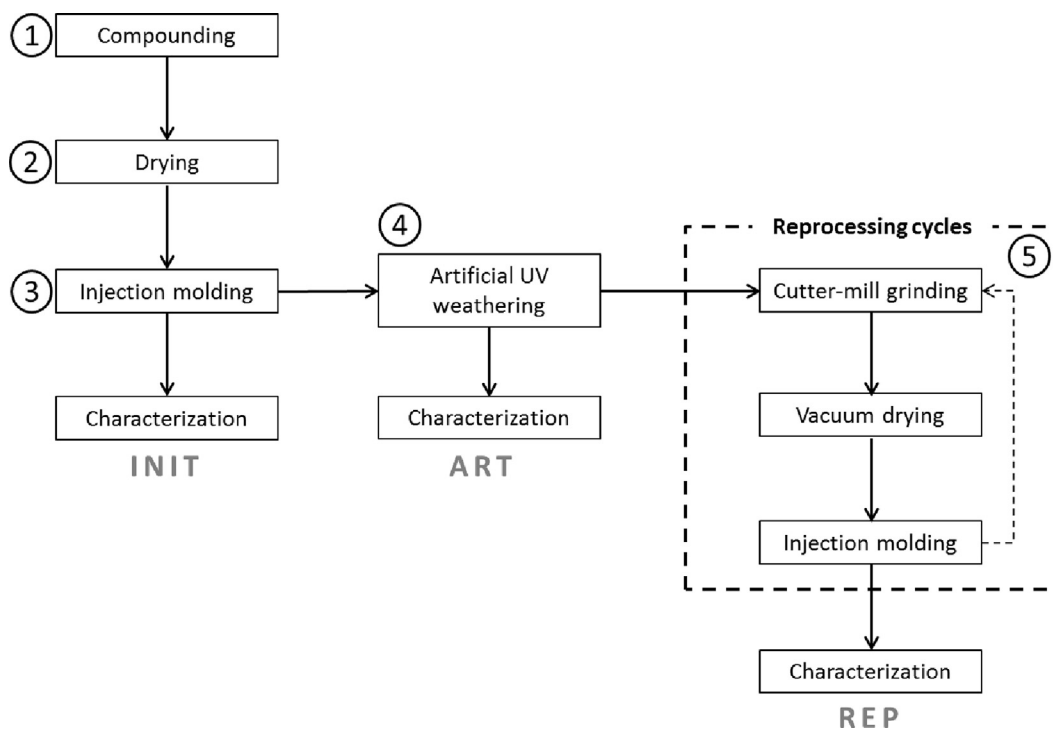 1
Compounding
2
Drying
3
Injection molding
Characterization
INIT
4
Artificial UV
weathering
Characterization
ART
Reprocessing cycles
5
Cutter-mill grinding
Vacuum drying
Injection molding
Characterization
REP